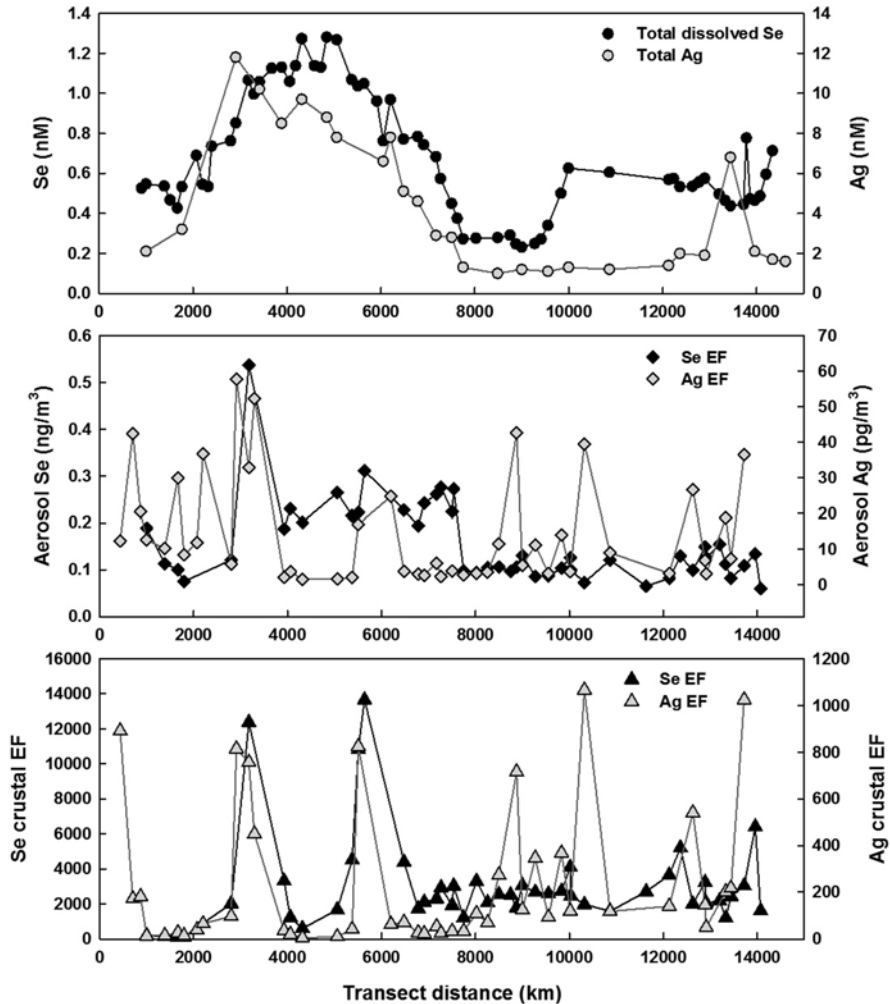 1.4
1.2
1.0
0.8
0.6
0.4
0.2
0.0
Se (nM)
14
12
10
8
6
4
2
0
Ag (nM)
Total dissolved Se
Total Ag
0 2000 4000 6000 8000 10000 12000 14000
0.6
0.5
0.4
0.3
0.2
0.1
0.0
Aerosol Se (ng/m³)
70
60
50
40
30
20
10
0
Aerosol Ag (pg/m³)
Se EF
Ag EF
0 2000 4000 6000 8000 10000 12000 14000
16000
14000
12000
10000
8000
6000
4000
2000
0
Se crustal EF
1200
1000
800
600
400
200
0
Ag crustal EF
Se EF
Ag EF
0 2000 4000 6000 8000 10000 12000 14000
Transect distance (km)